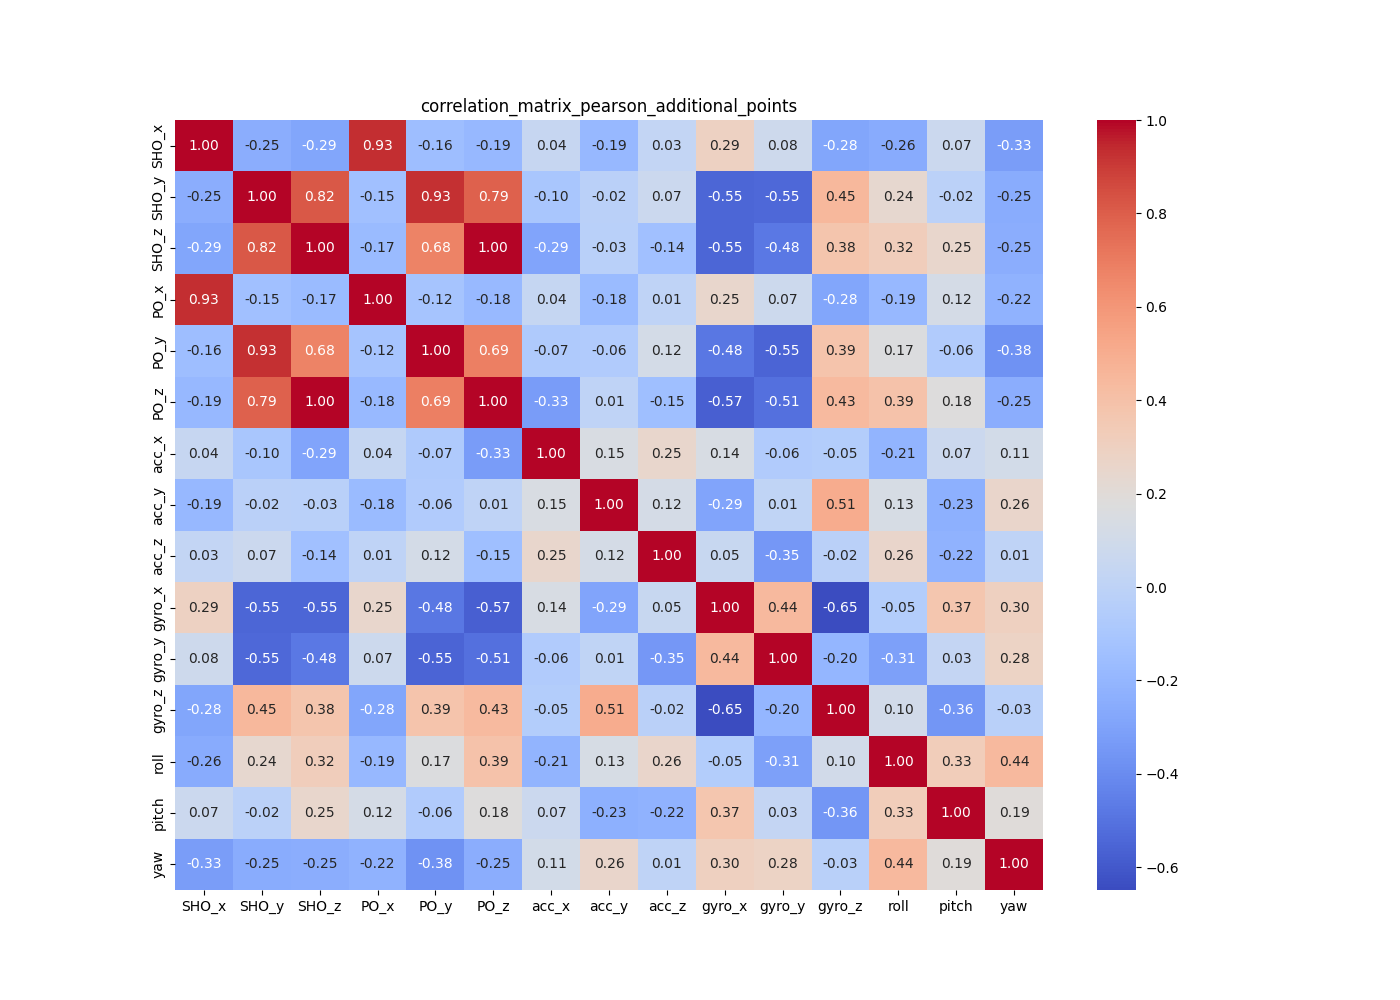 correlation_matrix_pearson_additional_points
SHO_x 1.00 -0.25 -0.29 0.93 -0.16 -0.19 0.04 -0.19 0.03 0.29 0.08 -0.28 -0.26 0.07 -0.33
SHO_y -0.25 1.00 0.82 -0.15 0.93 0.79 -0.10 -0.02 0.07 -0.55 -0.55 0.45 0.24 -0.02 -0.25
SHO_z -0.29 0.82 1.00 -0.17 0.68 1.00 -0.29 -0.03 -0.14 -0.55 -0.48 0.38 0.32 0.25 -0.25
PO_x 0.93 -0.15 -0.17 1.00 -0.12 -0.18 0.04 -0.18 0.01 0.25 0.07 -0.28 -0.19 0.12 -0.22
PO_y -0.16 0.93 0.68 -0.12 1.00 0.69 -0.07 -0.06 0.12 -0.48 -0.55 0.39 0.17 -0.06 -0.38
PO_z -0.19 0.79 1.00 -0.18 0.69 1.00 -0.33 0.01 -0.15 -0.57 -0.51 0.43 0.39 0.18 -0.25
acc_x 0.04 -0.10 -0.29 0.04 -0.07 -0.33 1.00 0.15 0.25 0.14 -0.06 -0.05 -0.21 0.07 0.11
acc_y -0.19 -0.02 -0.03 -0.18 -0.06 0.01 0.15 1.00 0.12 -0.29 0.01 0.51 0.13 -0.23 0.26
acc_z 0.03 0.07 -0.14 0.01 0.12 -0.15 0.25 0.12 1.00 0.05 -0.35 -0.02 0.26 -0.22 0.01
gyro_x 0.29 -0.55 -0.55 0.25 -0.48 -0.57 0.14 -0.29 0.05 1.00 0.44 -0.65 -0.05 0.37 0.30
gyro_y 0.08 -0.55 -0.48 0.07 -0.55 -0.51 -0.06 0.01 -0.35 0.44 1.00 -0.20 -0.31 0.03 0.28
gyro_z -0.28 0.45 0.38 -0.28 0.39 0.43 -0.05 0.51 -0.02 -0.65 -0.20 1.00 0.10 -0.36 -0.03
roll -0.26 0.24 0.32 -0.19 0.17 0.39 -0.21 0.13 0.26 -0.05 -0.31 0.10 1.00 0.33 0.44
pitch 0.07 -0.02 0.25 0.12 -0.06 0.18 0.07 -0.23 -0.22 0.37 0.03 -0.36 0.33 1.00 0.19
yaw -0.33 -0.25 -0.25 -0.22 -0.38 -0.25 0.11 0.26 0.01 0.30 0.28 -0.03 0.44 0.19 1.00
SHO_x SHO_y SHO_z PO_x PO_y PO_z acc_x acc_y acc_z gyro_x gyro_y gyro_z roll pitch yaw
1.0
0.8
0.6
0.4
0.2
0.0
−0.2
−0.4
−0.6